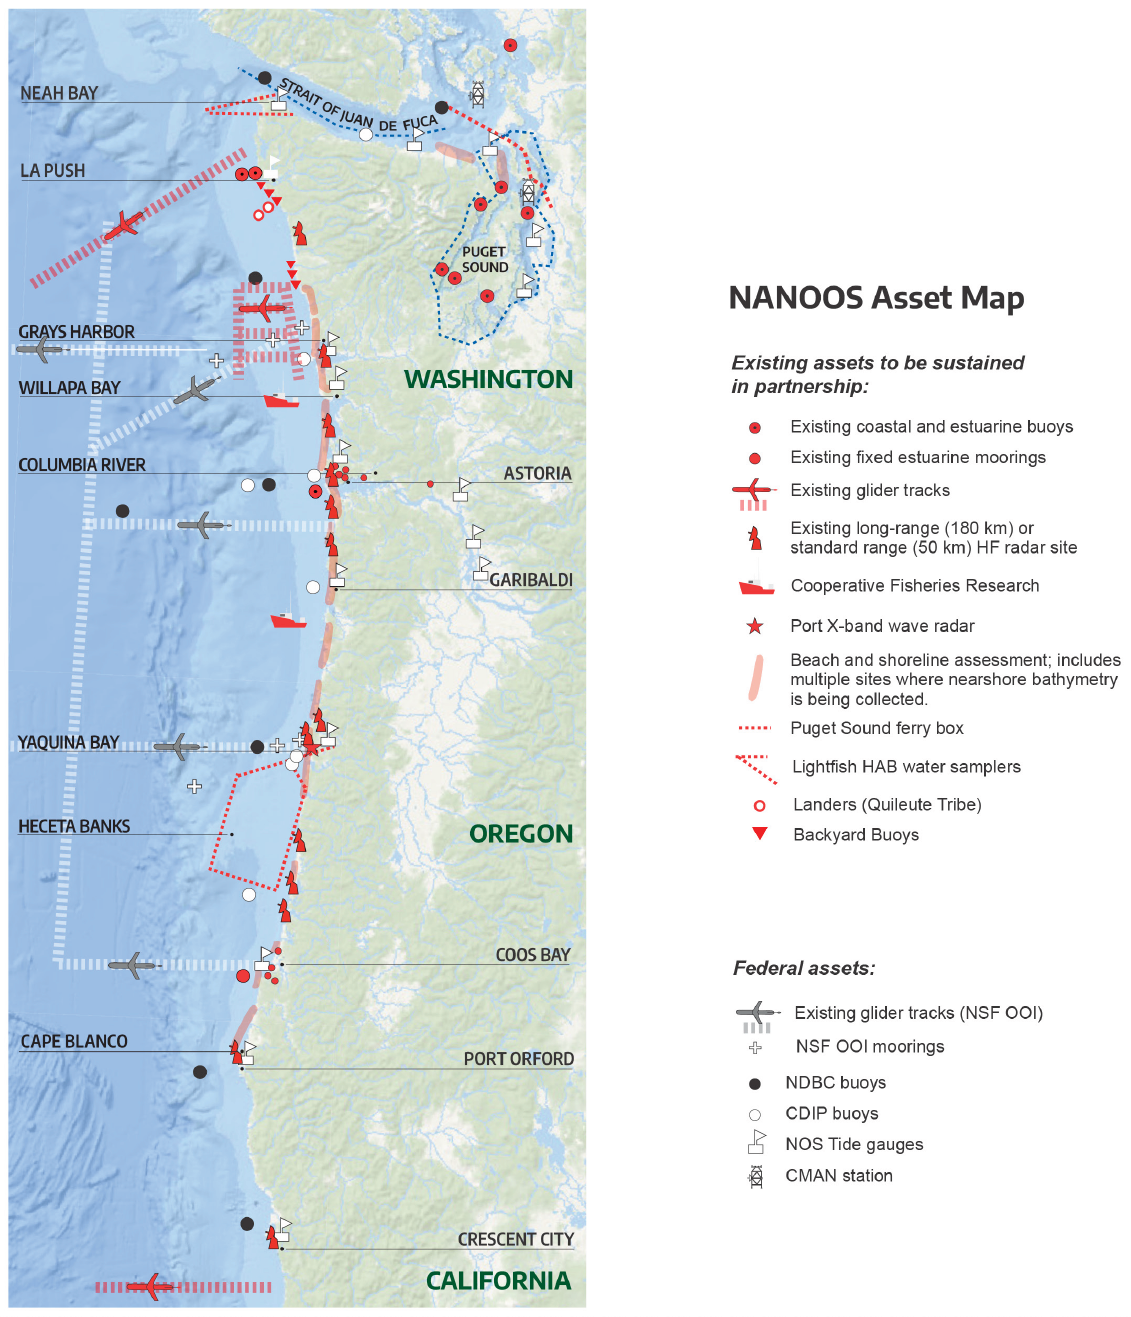 NEAH BAY
STRAIT OF JUAN DE FUCA
LA PUSH
PUGET
SOUND
GRAYS HARBOR
WILLAPA BAY
WASHINGTON
COLUMBIA RIVER
ASTORIA
GARIBALDI
YAQUINA BAY
HECETA BANKS
OREGON
COOS BAY
CAPE BLANCO
PORT ORFORD
CRESCENT CITY
CALIFORNIA
NANOOS Asset Map
Existing assets to be sustained
in partnership:
Existing coastal and estuarine buoys
Existing fixed estuarine moorings
Existing glider tracks
Existing long-range (180 km) or
standard range (50 km) HF radar site
Cooperative Fisheries Research
Port X-band wave radar
Beach and shoreline assessment; includes
multiple sites where nearshore bathymetry
is being collected.
Puget Sound ferry box
Lightfish HAB water samplers
Landers (Quileute Tribe)
Backyard Buoys
Federal assets:
Existing glider tracks (NSF OOI)
NSF OOI moorings
NDBC buoys
CDIP buoys
NOS Tide gauges
CMAN station